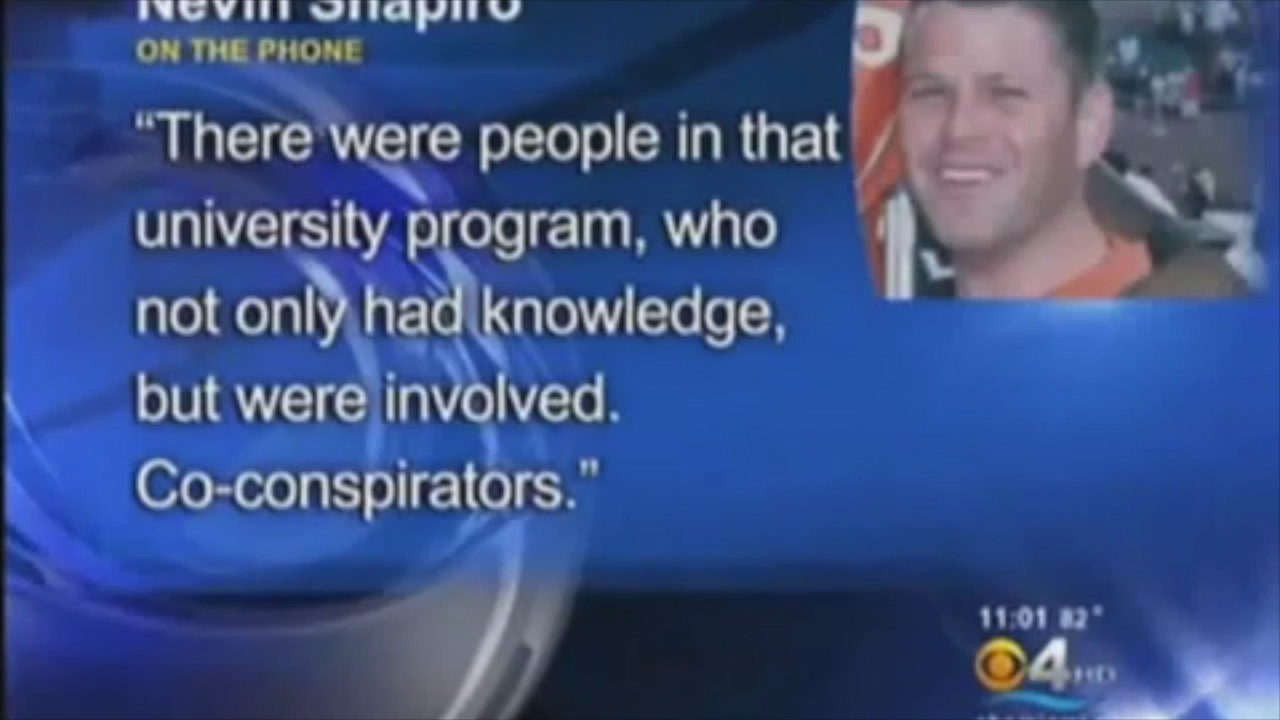 Nevin Shapiro
ON THE PHONE
“There were people in that
university program, who
not only had knowledge,
but were involved.
Co-conspirators.”
11:01 82°
4 HD